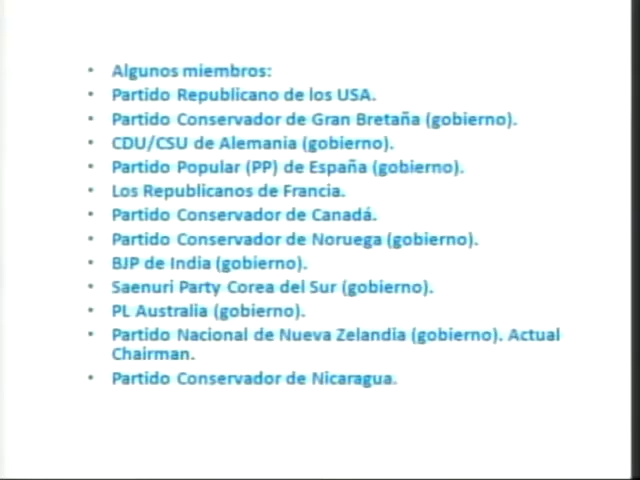 • Algunos miembros:
• Partido Republicano de los USA.
• Partido Conservador de Gran Bretaña (gobierno).
• CDU/CSU de Alemania (gobierno).
• Partido Popular (PP) de España (gobierno).
• Los Republicanos de Francia.
• Partido Conservador de Canadá.
• Partido Conservador de Noruega (gobierno).
• BJP de India (gobierno).
• Saenuri Party Corea del Sur (gobierno).
• PL Australia (gobierno).
• Partido Nacional de Nueva Zelandia (gobierno). Actual
Chairman.
• Partido Conservador de Nicaragua.